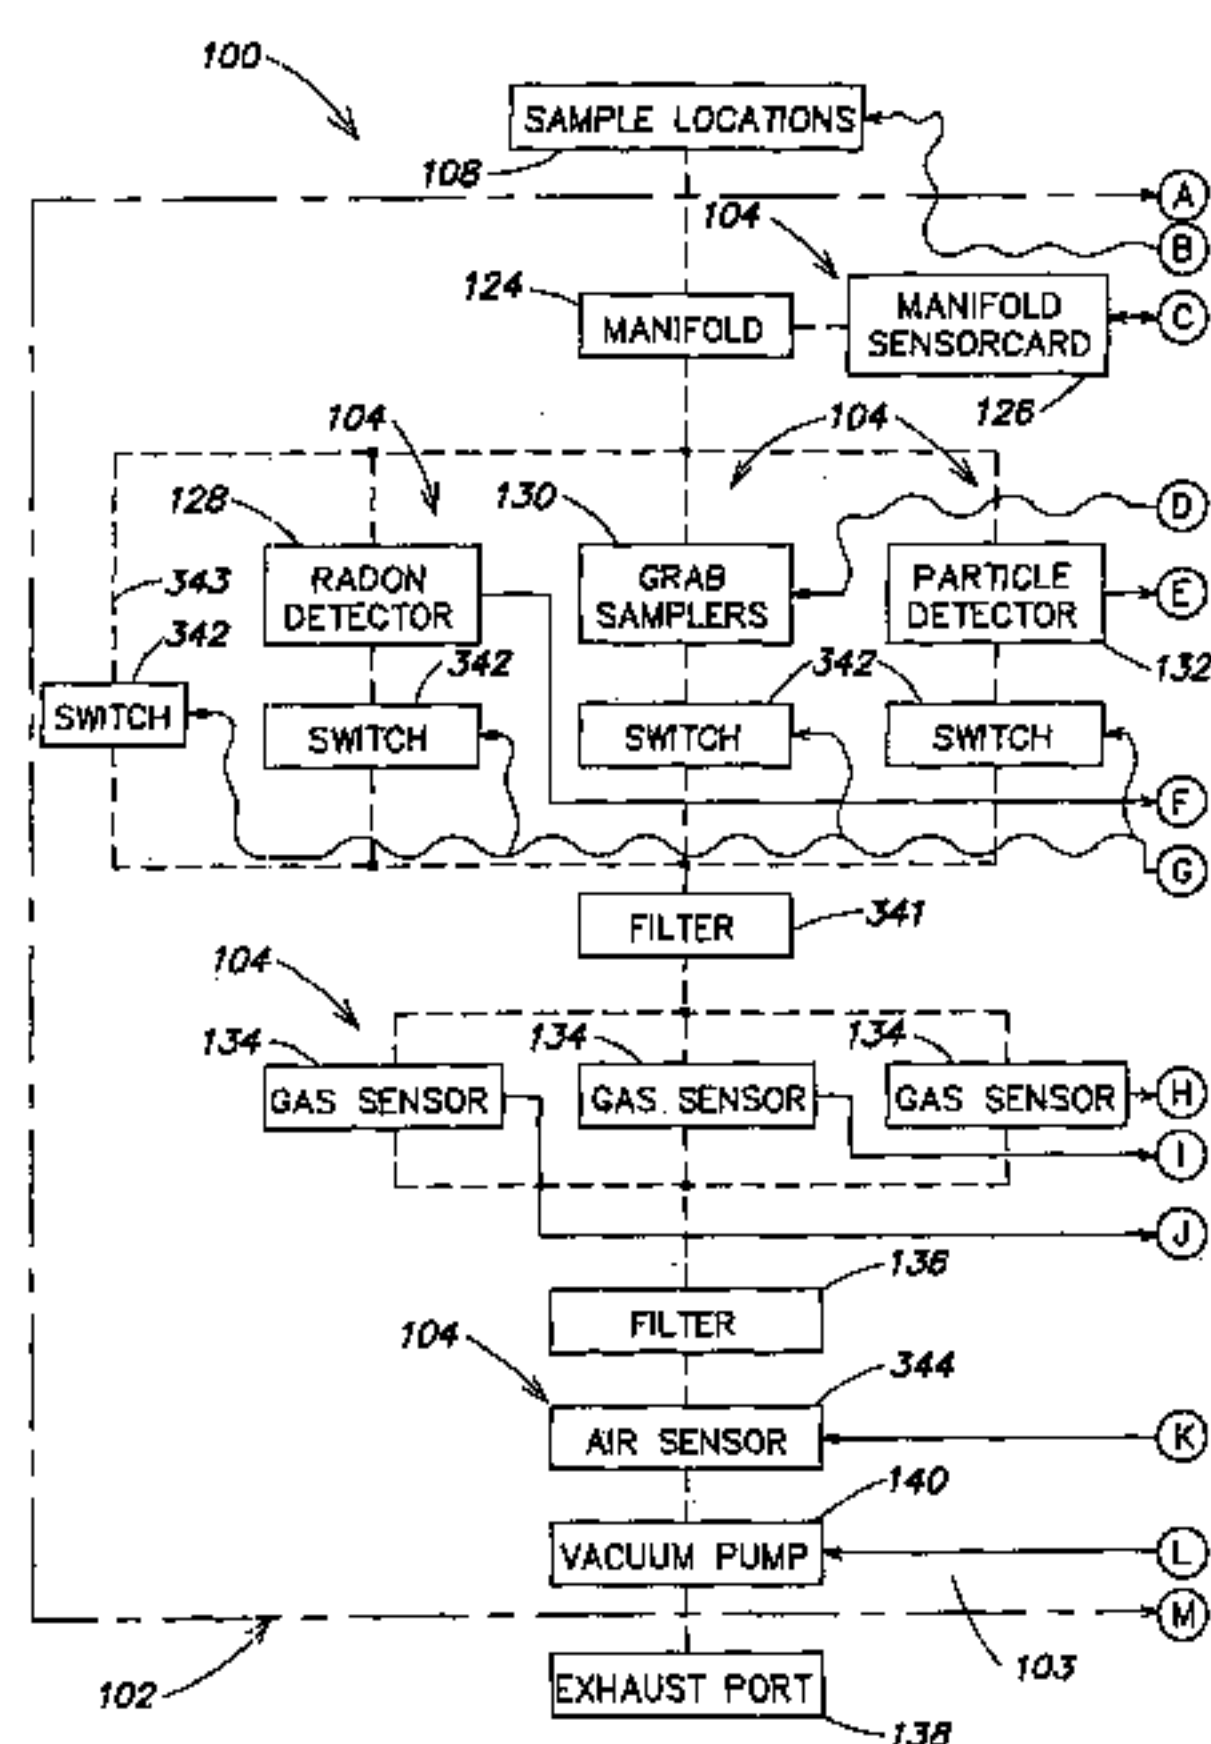 100
SAMPLE LOCATIONS
108
A
104
B
124
MANIFOLD
MANIFOLD
SENSORCARD
C
126
104
104
128
130
D
343
RADON
DETECTOR
GRAB
SAMPLERS
PARTICLE
DETECTOR
E
342
342
342
132
SWITCH
SWITCH
SWITCH
SWITCH
F
G
FILTER
341
104
134
134
134
GAS SENSOR
GAS SENSOR
GAS SENSOR
H
I
J
136
FILTER
104
344
AIR SENSOR
K
140
VACUUM PUMP
L
M
102
103
EXHAUST PORT
138